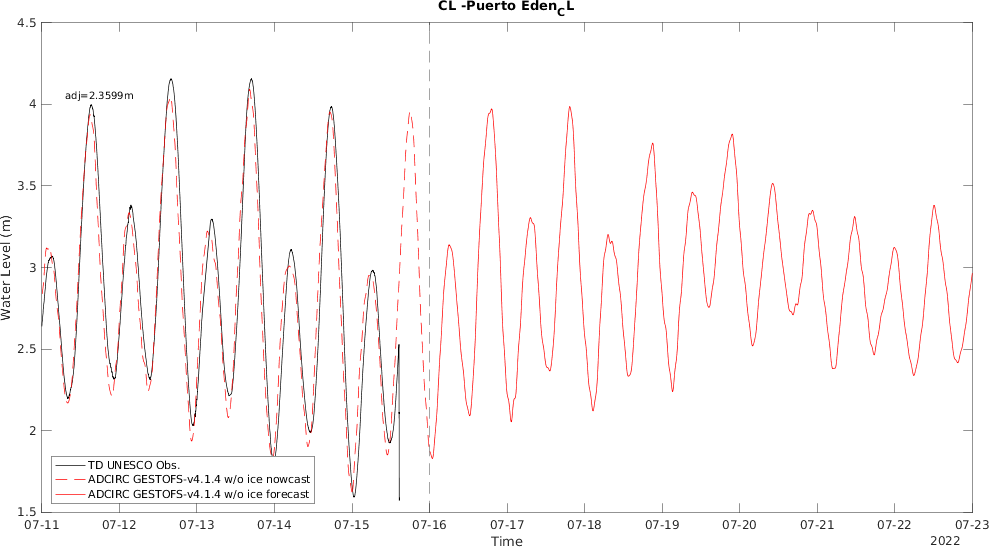 CL -Puerto Eden_CL
4.5
4
3.5
3
2.5
2
1.5
Water Level (m)
adj=2.3599m
TD UNESCO Obs.
ADCIRC GESTOFS-v4.1.4 w/o ice nowcast
ADCIRC GESTOFS-v4.1.4 w/o ice forecast
07-11 07-12 07-13 07-14 07-15 07-16 07-17 07-18 07-19 07-20 07-21 07-22 07-23
Time
2022